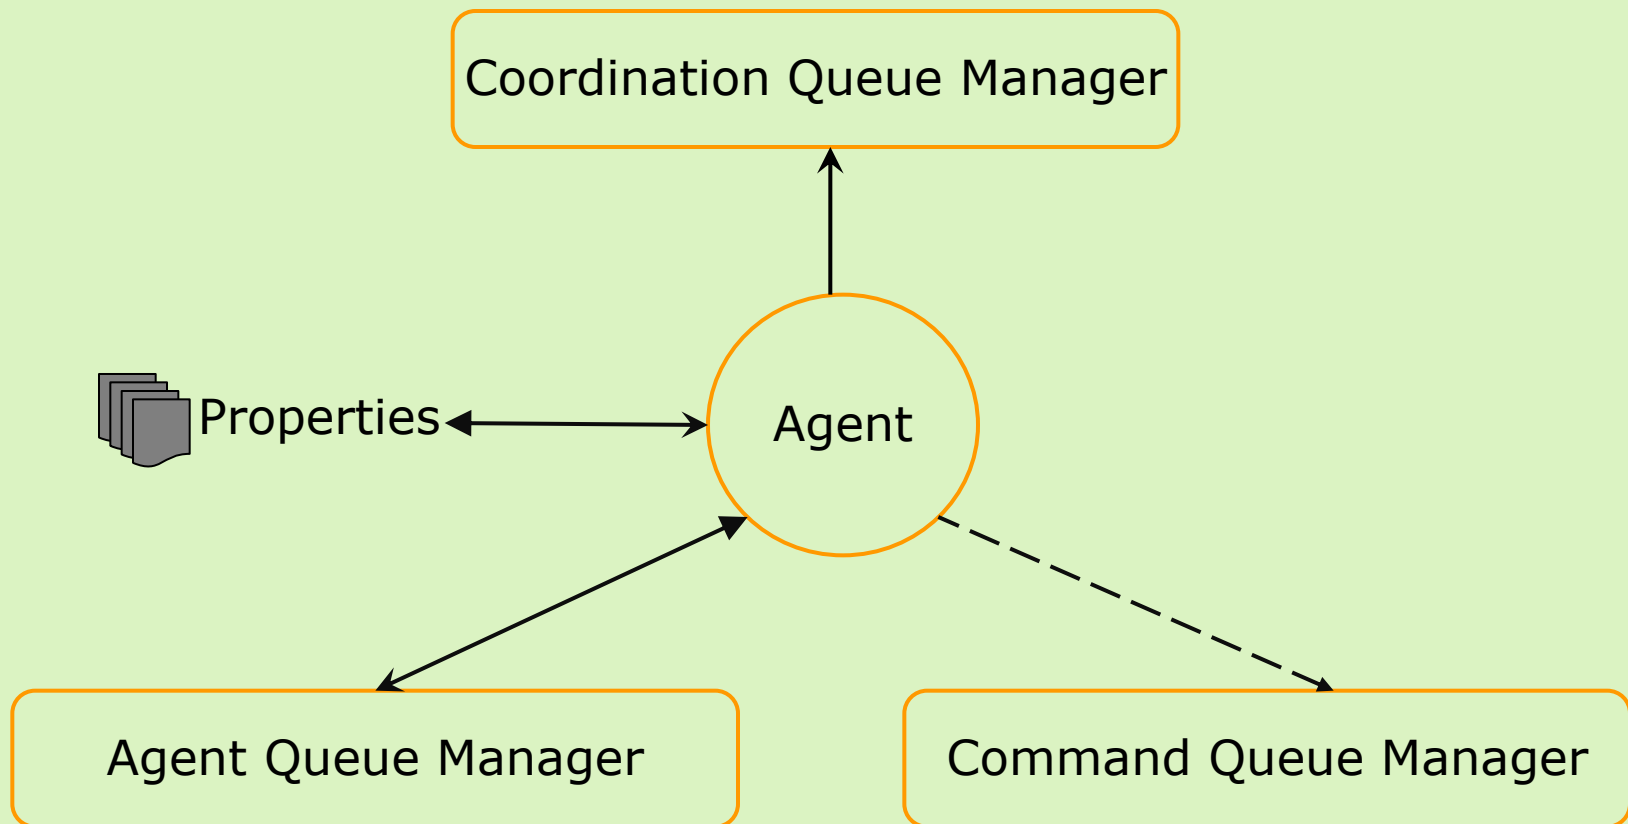 Coordination Queue Manager
Properties
Agent
Agent Queue Manager
Command Queue Manager